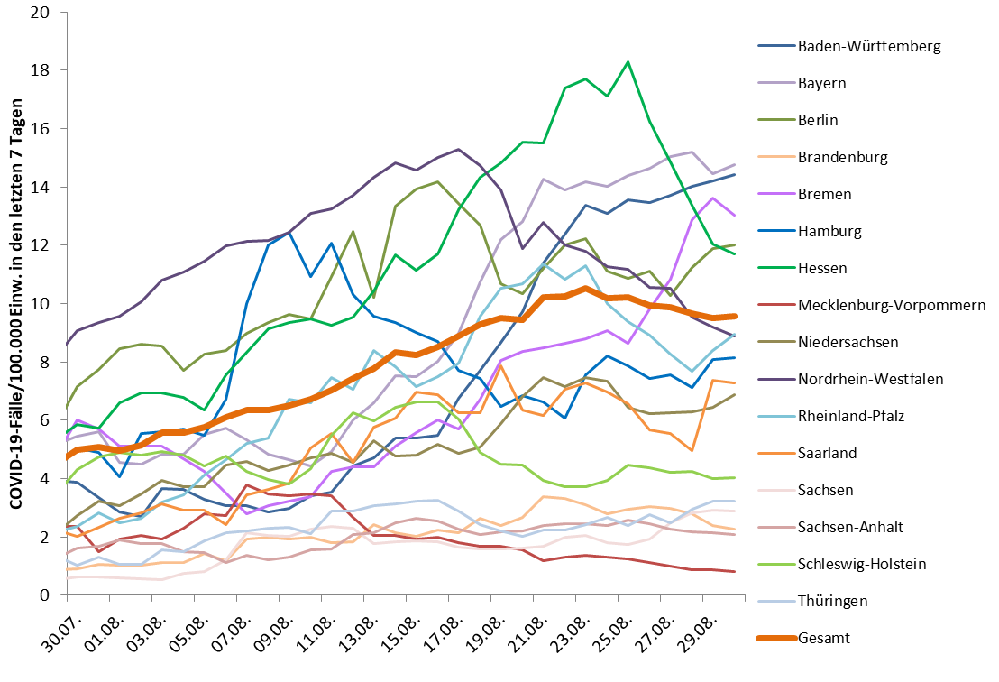 COVID-19-Fälle/100.000 Einw. in den letzten 7 Tagen
20
18
16
14
12
10
8
6
4
2
0
30.07.
01.08.
03.08.
05.08.
07.08.
09.08.
11.08.
13.08.
15.08.
17.08.
19.08.
21.08.
23.08.
25.08.
27.08.
29.08.
Baden-Württemberg
Bayern
Berlin
Brandenburg
Bremen
Hamburg
Hessen
Mecklenburg-Vorpommern
Niedersachsen
Nordrhein-Westfalen
Rheinland-Pfalz
Saarland
Sachsen
Sachsen-Anhalt
Schleswig-Holstein
Thüringen
Gesamt